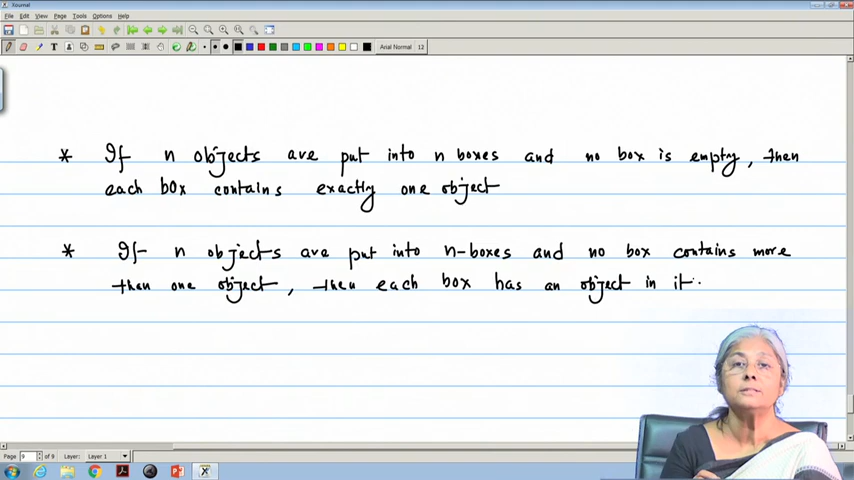 Xournal
File Edit View Page Tools Options Help
Arial Normal 12
* If n objects are put into n boxes and no box is empty, then
each box contains exactly one object
* If n objects are put into n-boxes and no box contains more
then one object, then each box has an object in it.
Page 9 of 9 Layer: Layer 1